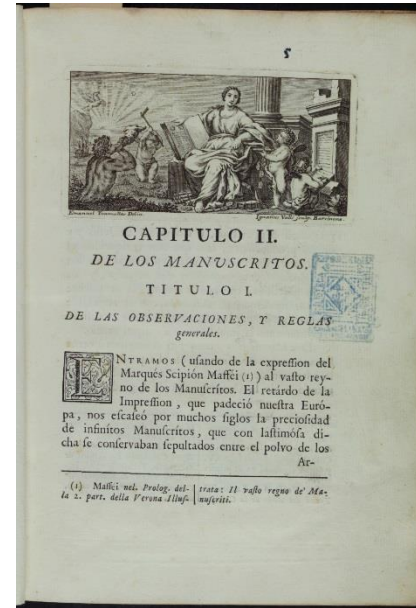 5
Emanuel Delin.
Ignatius Valls sculp. Barcinone.
CAPITULO II.
DE LOS MANUSCRITOS.
TITULO I.
DE LAS OBSERVACIONES, Y REGLAS
generales.
ENTRAMOS ( uſando de la expreſſion del
Marqués Scipión Maffei (1) ) al vaſto rey-
no de los Manuſcritos. El retárdo de la
Impreſſion , que padeció nueſtra Euró-
pa , nos eſcaſeó por muchos ſiglos la precioſidad
de infinitos Manuſcritos , que con laſtimóſa di-
cha ſe conſervaban ſepultados entre el polvo de los
Ar-
(1) Maffei nel. Prolog. del-
la 2. part. della Verona Illuſ-
trata: Il vaſto regno de' Ma-
nuſcriti.